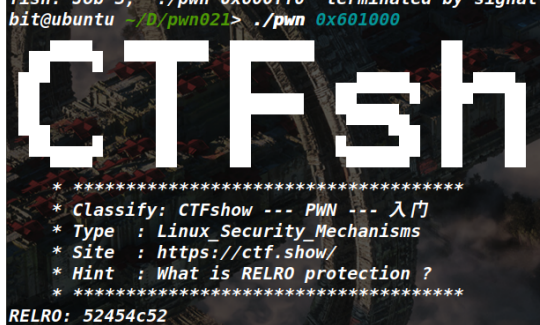 fish: Job 3, './pwn 0x600ff0' terminated by signal
bit@ubuntu ~/D/pwn021> ./pwn 0x601000
CTFsh
* *************************************
* Classify: CTFshow --- PWN --- 入门
* Type  : Linux_Security_Mechanisms
* Site  : https://ctf.show/
* Hint  : What is RELRO protection ?
* *************************************
RELRO: 52454c52